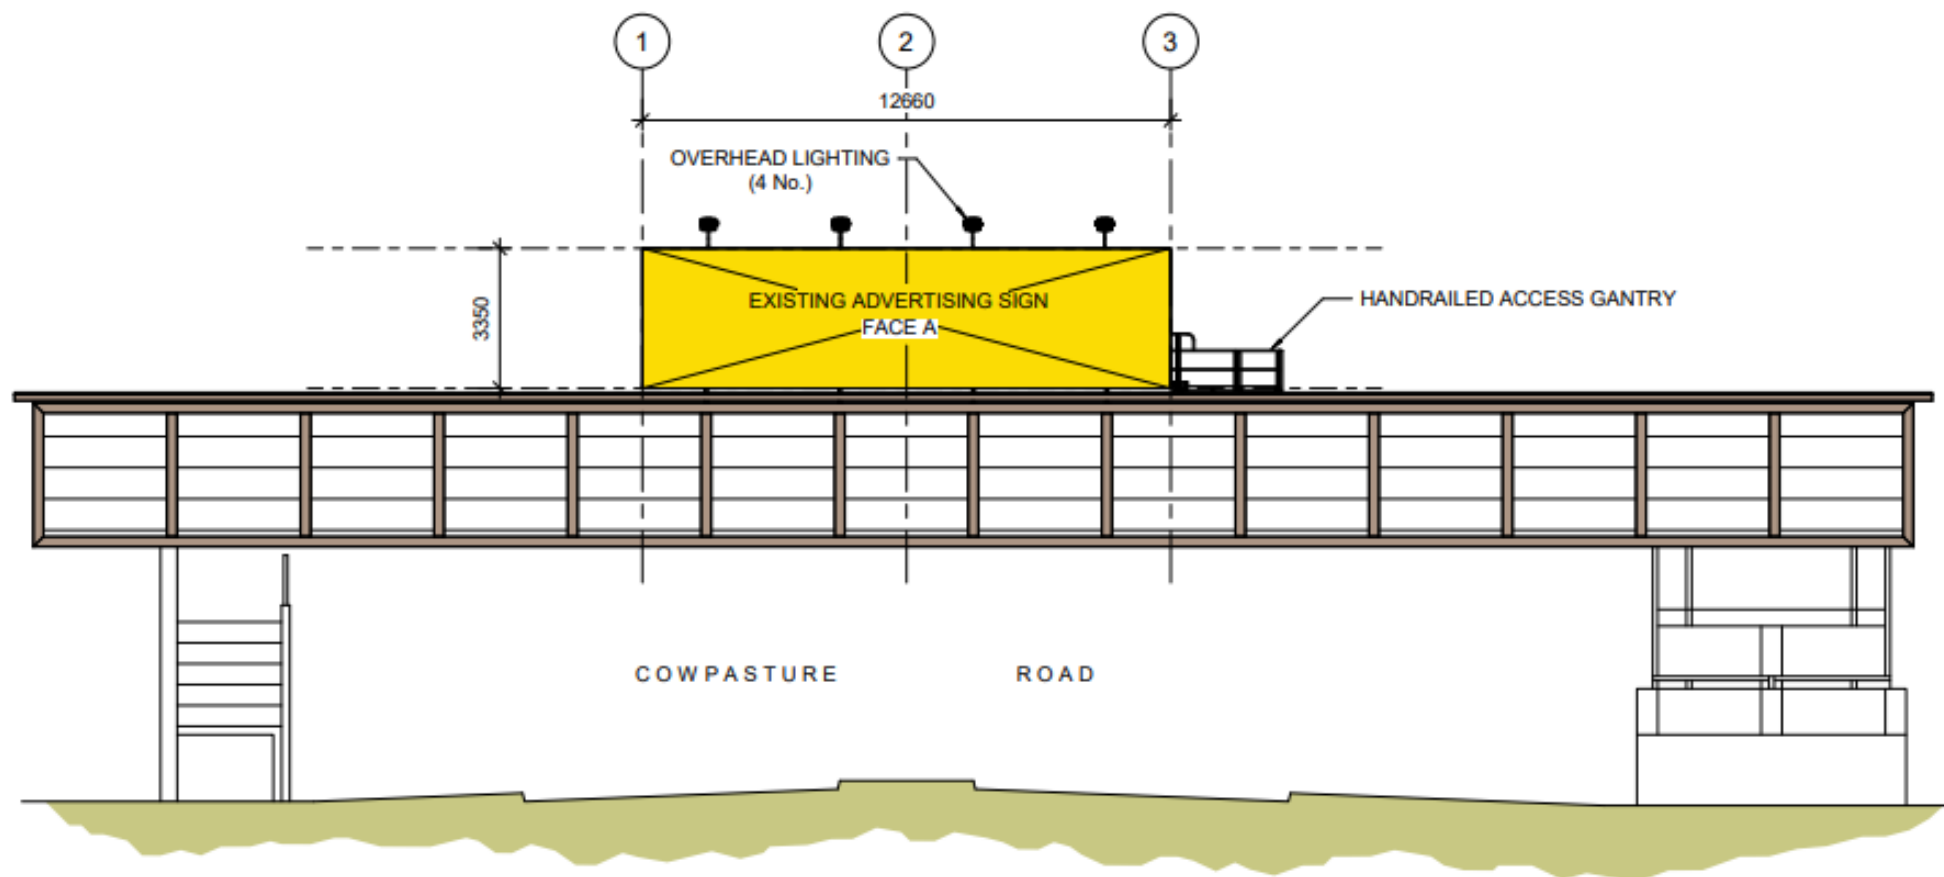 1 2 3
12660
OVERHEAD LIGHTING
(4 No.)
3350
EXISTING ADVERTISING SIGN
FACE A
HANDRAILED ACCESS GANTRY
COWPASTURE ROAD